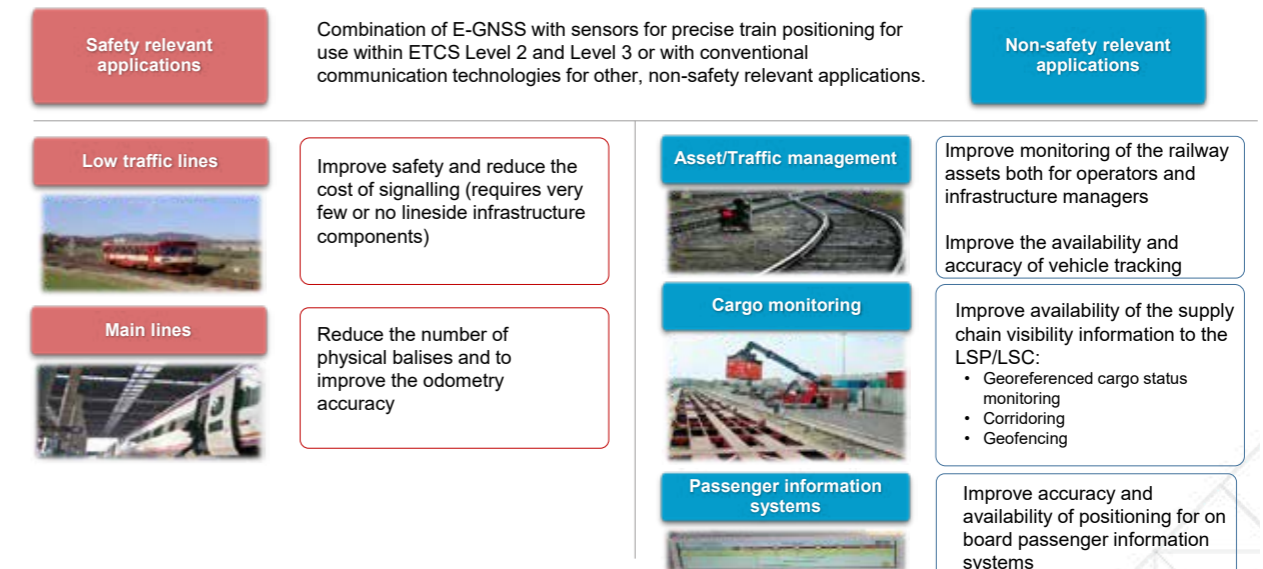 Safety relevant
applications
Combination of E-GNSS with sensors for precise train positioning for
use within ETCS Level 2 and Level 3 or with conventional
communication technologies for other, non-safety relevant applications.
Non-safety relevant
applications
Low traffic lines
Improve safety and reduce the
cost of signalling (requires very
few or no lineside infrastructure
components)
Main lines
Reduce the number of
physical balises and to
improve the odometry
accuracy
Asset/Traffic management
Improve monitoring of the railway
assets both for operators and
infrastructure managers
Improve the availability and
accuracy of vehicle tracking
Cargo monitoring
Improve availability of the supply
chain visibility information to the
LSP/LSC:
• Georeferenced cargo status
monitoring
• Corridoring
• Geofencing
Passenger information
systems
Improve accuracy and
availability of positioning for on
board passenger information
systems